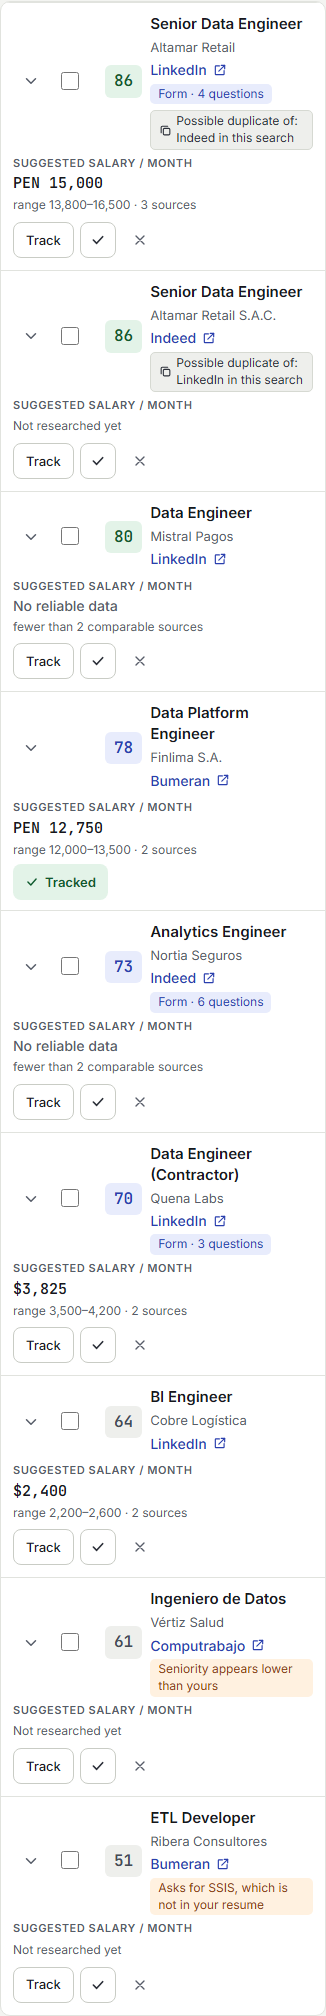 Senior Data Engineer
86
Altamar Retail
LinkedIn
Form · 4 questions
Possible duplicate of:
Indeed in this search
SUGGESTED SALARY / MONTH
PEN 15,000
range 13,800–16,500 · 3 sources
Track
Senior Data Engineer
86
Altamar Retail S.A.C.
Indeed
Possible duplicate of:
LinkedIn in this search
SUGGESTED SALARY / MONTH
Not researched yet
Track
Data Engineer
80
Mistral Pagos
LinkedIn
SUGGESTED SALARY / MONTH
No reliable data
fewer than 2 comparable sources
Track
Data Platform
Engineer
78
Finlima S.A.
Bumeran
SUGGESTED SALARY / MONTH
PEN 12,750
range 12,000–13,500 · 2 sources
Tracked
Analytics Engineer
73
Nortia Seguros
Indeed
Form · 6 questions
SUGGESTED SALARY / MONTH
No reliable data
fewer than 2 comparable sources
Track
Data Engineer
(Contractor)
70
Quena Labs
LinkedIn
Form · 3 questions
SUGGESTED SALARY / MONTH
$3,825
range 3,500–4,200 · 2 sources
Track
BI Engineer
64
Cobre Logística
LinkedIn
SUGGESTED SALARY / MONTH
$2,400
range 2,200–2,600 · 2 sources
Track
Ingeniero de Datos
61
Vértiz Salud
Computrabajo
Seniority appears lower
than yours
SUGGESTED SALARY / MONTH
Not researched yet
Track
ETL Developer
51
Ribera Consultores
Bumeran
Asks for SSIS, which is
not in your resume
SUGGESTED SALARY / MONTH
Not researched yet
Track